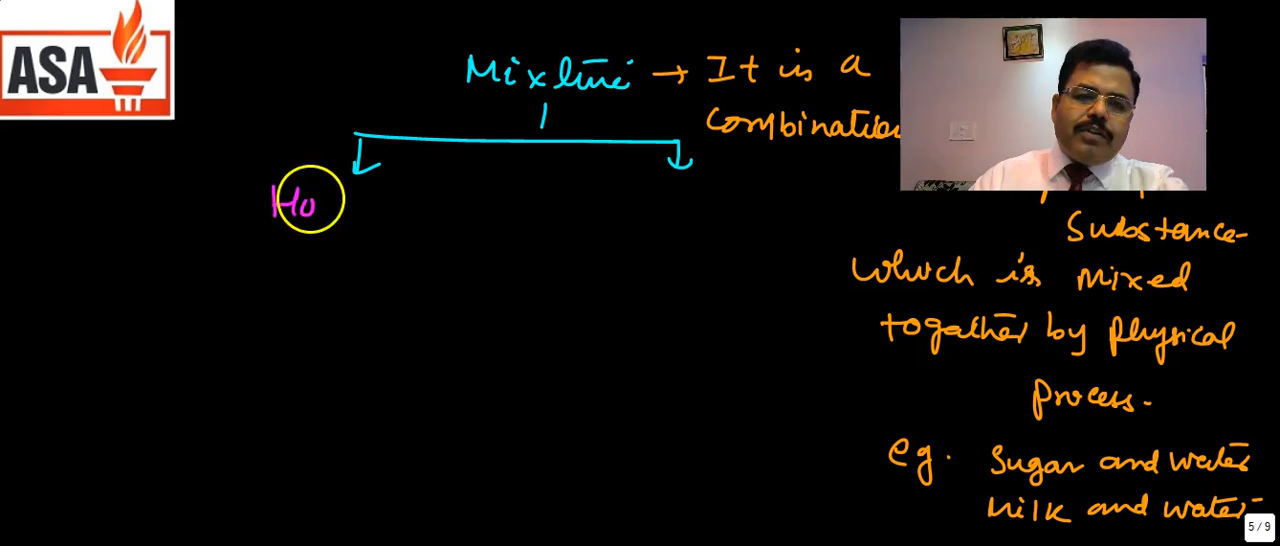 ASA
Mixture → It is a
combination
Ho
substance-
which is mixed
together by physical
process.
eg. Sugar and water
Milk and water
5/9